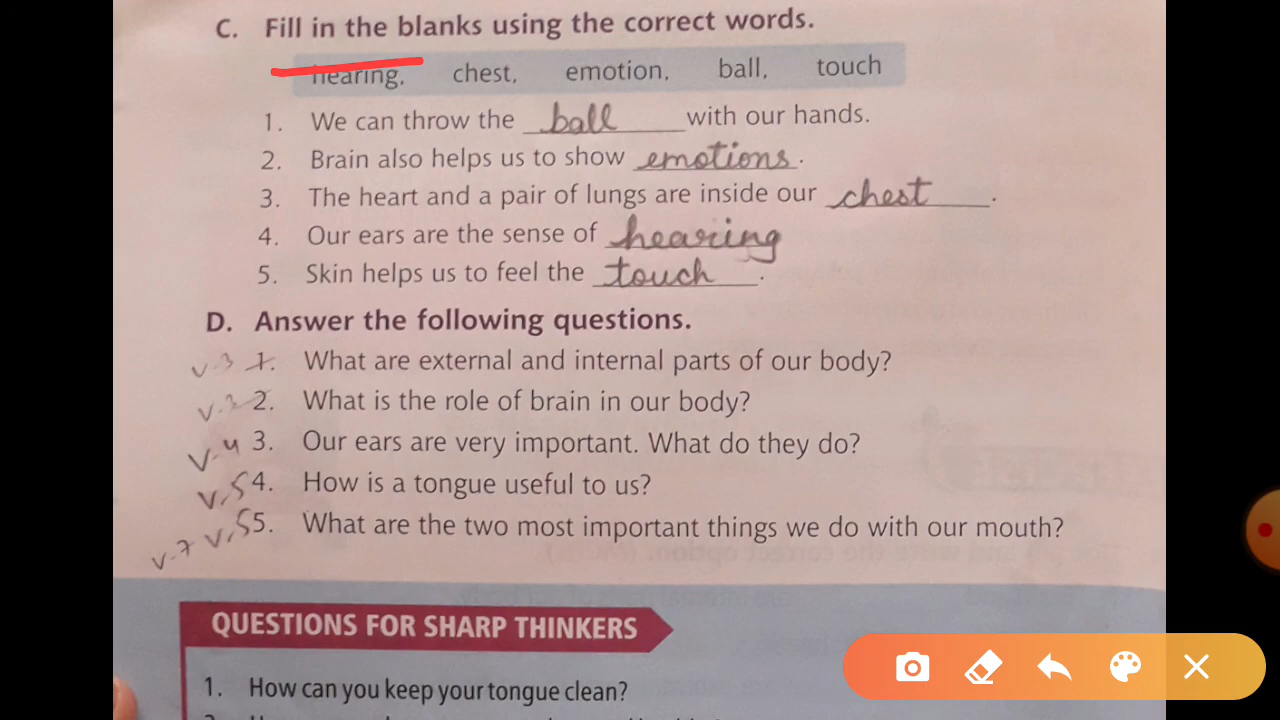 C. Fill in the blanks using the correct words.
hearing, chest, emotion, ball, touch
1. We can throw the ball with our hands.
2. Brain also helps us to show emotions.
3. The heart and a pair of lungs are inside our chest.
4. Our ears are the sense of hearing
5. Skin helps us to feel the touch.
D. Answer the following questions.
v.3 1. What are external and internal parts of our body?
2. What is the role of brain in our body?
v.4 3. Our ears are very important. What do they do?
v.5 4. How is a tongue useful to us?
v.7 v.5 5. What are the two most important things we do with our mouth?
QUESTIONS FOR SHARP THINKERS
1. How can you keep your tongue clean?